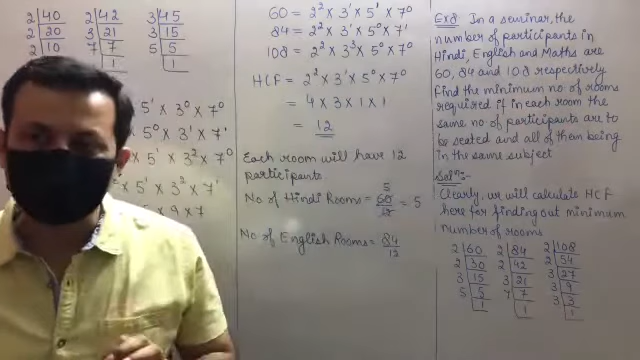 2 | 40
2 | 20
2 | 10
2 | 42
3 | 21
7 | 7
1
3 | 45
3 | 15
5 | 5
1
5¹ × 3⁰ × 7⁰
5⁰ × 3¹ × 7¹
× 5¹ × 3² × 7⁰
× 5¹ × 3² × 7¹
× 9 × 7
60 = 2² × 3¹ × 5¹ × 7⁰
84 = 2² × 3¹ × 5⁰ × 7¹
108 = 2² × 3³ × 5⁰ × 7⁰
HCF = 2² × 3¹ × 5⁰ × 7⁰
= 4 × 3 × 1 × 1
= 12
Each room will have 12
participants
No of Hindi Rooms = 60/12 = 5
5
No of English Rooms = 84/12
Ex8 In a seminar, the
number of participants in
Hindi, English and Maths are
60, 84 and 108 respectively
Find the minimum no of rooms
required if in each room the
same no of participants are to
be seated and all of them being
in the same subject
Soln:-
Clearly, we will calculate HCF
here for finding out minimum
number of rooms
2 | 60
2 | 30
3 | 15
5 | 5
1
2 | 84
2 | 42
3 | 21
7 | 7
1
2 | 108
2 | 54
3 | 27
3 | 9
3 | 3
1